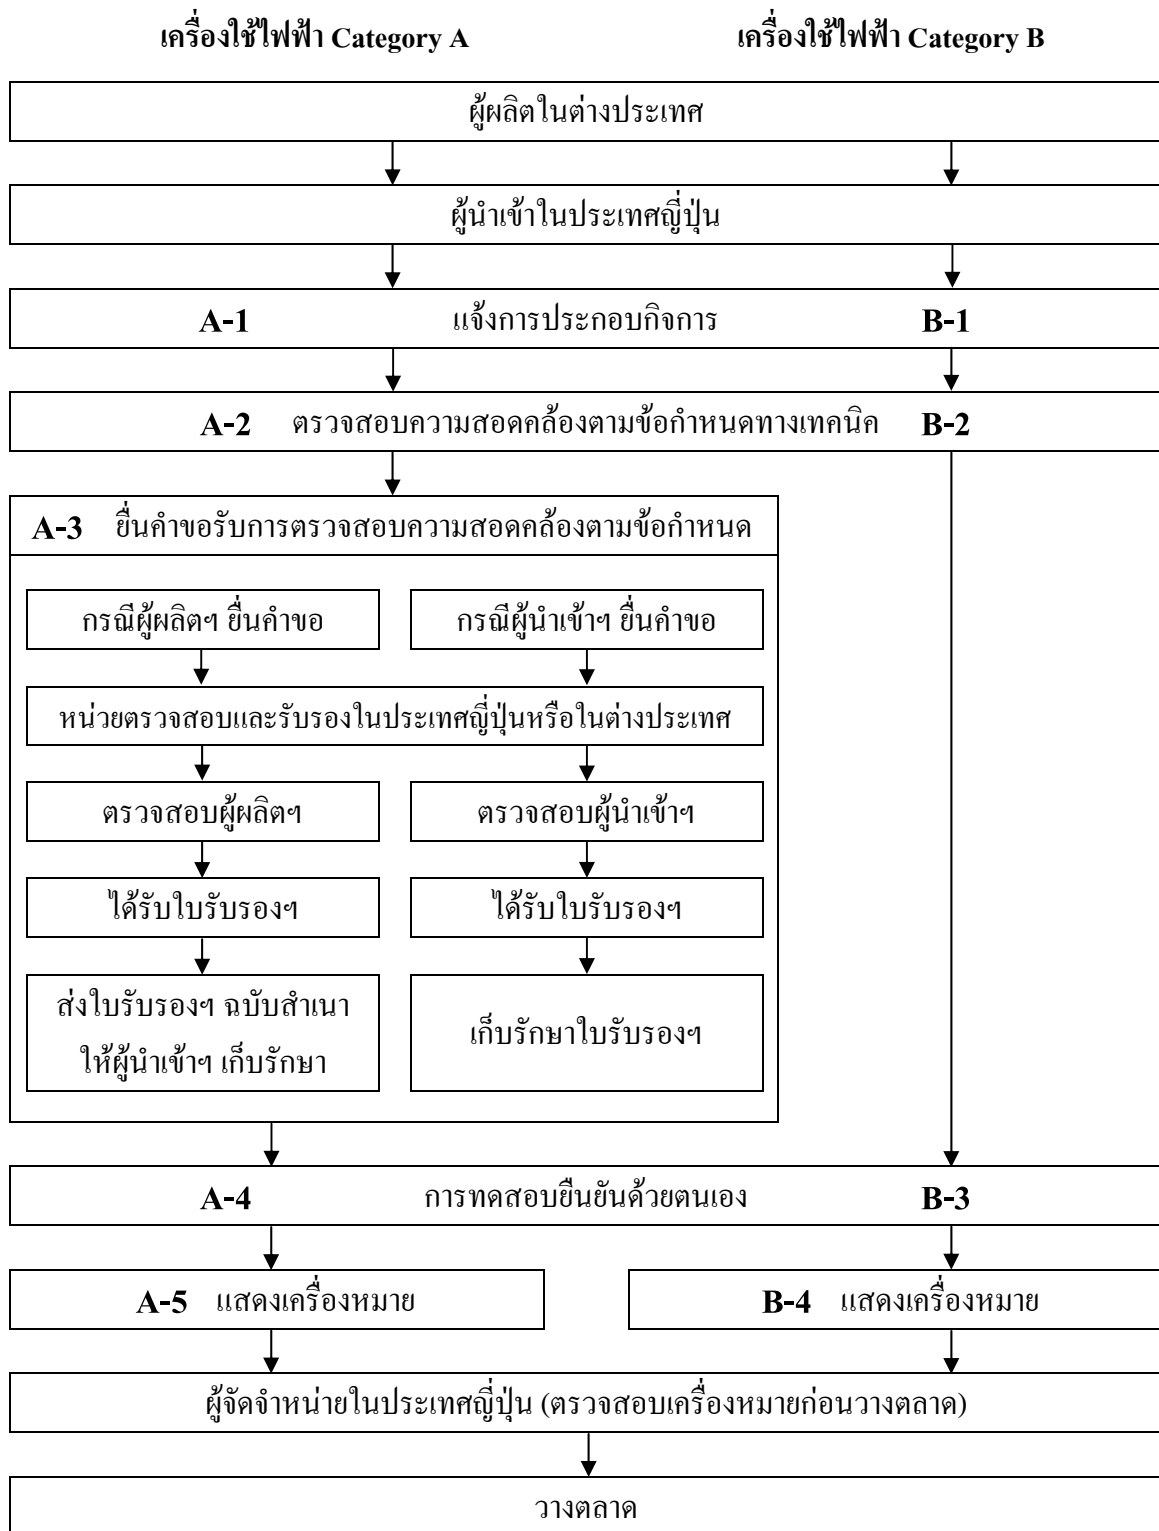 เครื่องใช้ไฟฟ้า Category A
เครื่องใช้ไฟฟ้า Category B
ผู้ผลิตในต่างประเทศ
ผู้นำเข้าในประเทศญี่ปุ่น
A-1 แจ้งการประกอบกิจการ B-1
A-2 ตรวจสอบความสอดคล้องตามข้อกำหนดทางเทคนิค B-2
A-3 ยื่นคำขอรับการตรวจสอบความสอดคล้องตามข้อกำหนด
กรณีผู้ผลิตฯ ยื่นคำขอ
กรณีผู้นำเข้าฯ ยื่นคำขอ
หน่วยตรวจสอบและรับรองในประเทศญี่ปุ่นหรือในต่างประเทศ
ตรวจสอบผู้ผลิตฯ
ตรวจสอบผู้นำเข้าฯ
ได้รับใบรับรองฯ
ได้รับใบรับรองฯ
ส่งใบรับรองฯ ฉบับสำเนา
ให้ผู้นำเข้าฯ เก็บรักษา
เก็บรักษาใบรับรองฯ
A-4 การทดสอบยืนยันด้วยตนเอง B-3
A-5 แสดงเครื่องหมาย
B-4 แสดงเครื่องหมาย
ผู้จัดจำหน่ายในประเทศญี่ปุ่น (ตรวจสอบเครื่องหมายก่อนวางตลาด)
วางตลาด